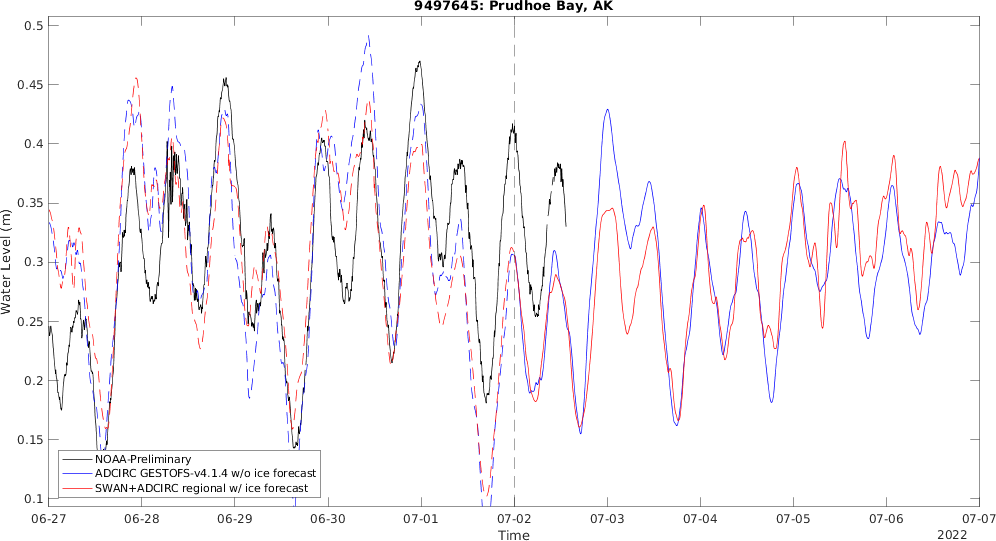 9497645: Prudhoe Bay, AK
Water Level (m)
0.5
0.45
0.4
0.35
0.3
0.25
0.2
0.15
0.1
NOAA-Preliminary
ADCIRC GESTOFS-v4.1.4 w/o ice forecast
SWAN+ADCIRC regional w/ ice forecast
06-27 06-28 06-29 06-30 07-01 07-02 07-03 07-04 07-05 07-06 07-07
Time
2022